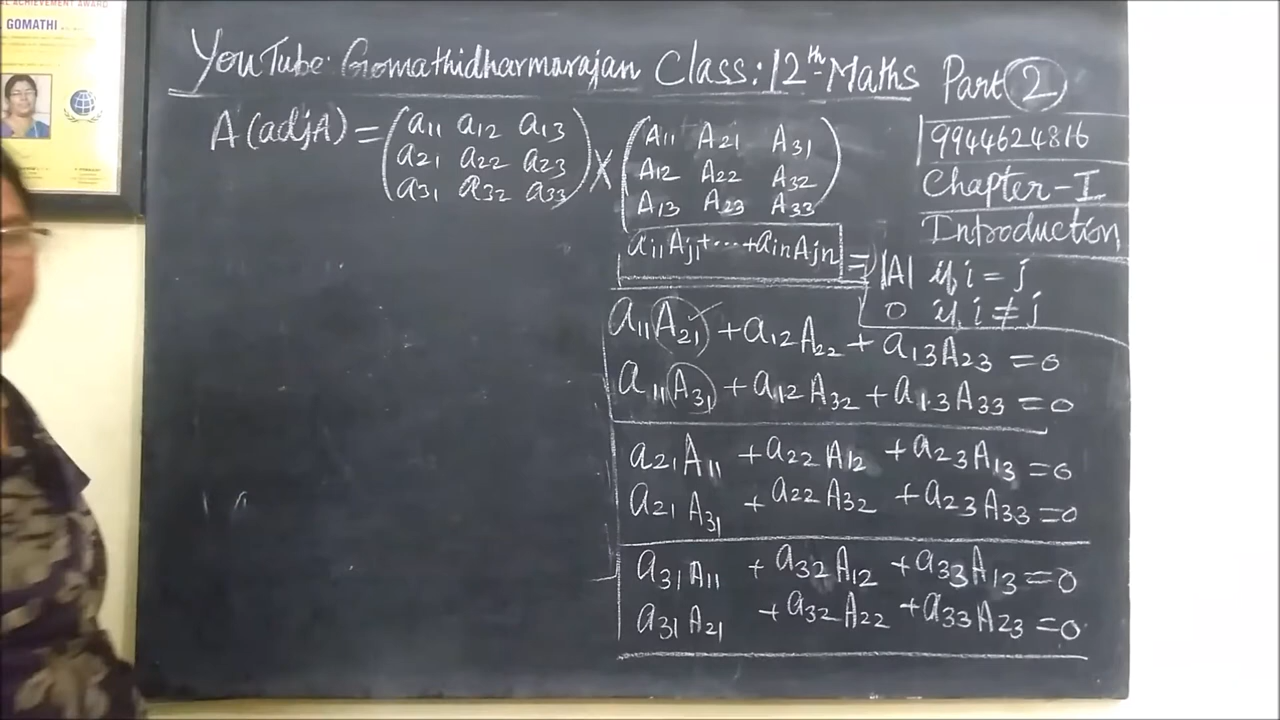 GOMATHI
YouTube: Gomathidharmarajan Class: 12th Maths Part 2
9944624816
Chapter-I
Introduction
A (adjA) = ( a11 a12 a13 ) × ( A11 A21 A31 )
a21 a22 a23 A12 A22 A32
a31 a32 a33 A13 A23 A33
ai1Aj1+...+ainAjn = |A| if i = j
0 if i ≠ j
a11A21 + a12A22 + a13A23 = 0
a11A31 + a12A32 + a13A33 = 0
a21A11 + a22A12 + a23A13 = 0
a21A31 + a22A32 + a23A33 = 0
a31A11 + a32A12 + a33A13 = 0
a31A21 + a32A22 + a33A23 = 0